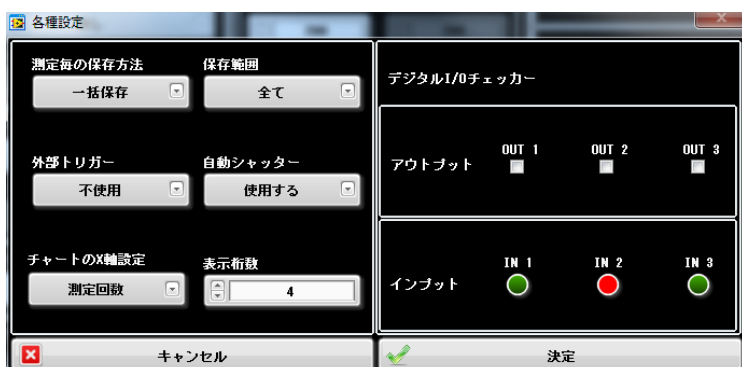 各種設定
測定毎の保存方法
一括保存
保存範囲
全て
外部トリガー
不使用
自動シャッター
使用する
チャートのX軸設定
測定回数
表示桁数
4
デジタルI/Oチェッカー
アウトプット
OUT 1
OUT 2
OUT 3
インプット
IN 1
IN 2
IN 3
キャンセル
決定